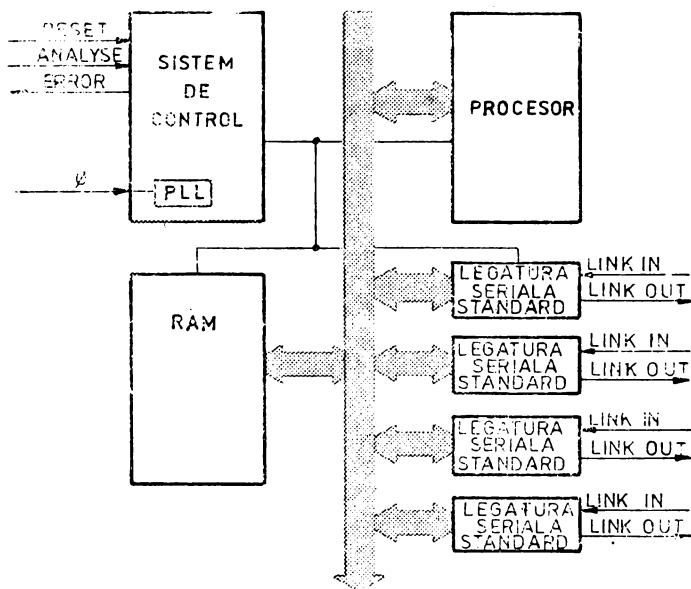 RESET
ANALYSE
ERROR
SISTEM
DE
CONTROL
ø
PLL
PROCESOR
RAM
LEGATURA
SERIALA
STANDARD
LINK IN
LINK OUT
LEGATURA
SERIALA
STANDARD
LINK IN
LINK OUT
LEGATURA
SERIALA
STANDARD
LINK IN
LINK OUT
LEGATURA
SERIALA
STANDARD
LINK IN
LINK OUT